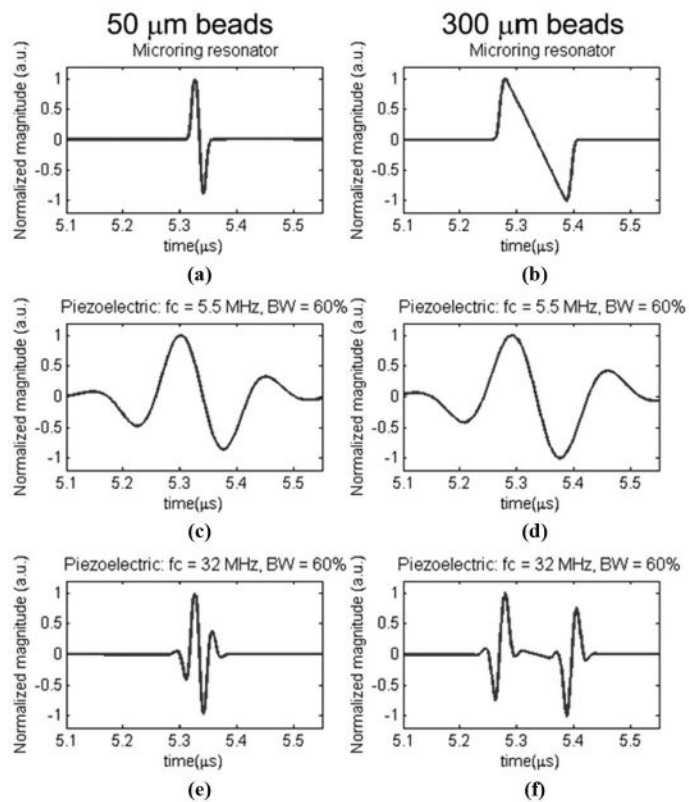 50 μm beads
300 μm beads
Microring resonator
Microring resonator
Normalized magnitude (a.u.)
1
0.5
0
-0.5
-1
5.1 5.2 5.3 5.4 5.5
time(μs)
(a)
Normalized magnitude (a.u.)
1
0.5
0
-0.5
-1
5.1 5.2 5.3 5.4 5.5
time(μs)
(b)
Piezoelectric: fc = 5.5 MHz, BW = 60%
Normalized magnitude (a.u.)
1
0.5
0
-0.5
-1
5.1 5.2 5.3 5.4 5.5
time(μs)
(c)
Piezoelectric: fc = 5.5 MHz, BW = 60%
Normalized magnitude (a.u.)
1
0.5
0
-0.5
-1
5.1 5.2 5.3 5.4 5.5
time(μs)
(d)
Piezoelectric: fc = 32 MHz, BW = 60%
Normalized magnitude (a.u.)
1
0.5
0
-0.5
-1
5.1 5.2 5.3 5.4 5.5
time(μs)
(e)
Piezoelectric: fc = 32 MHz, BW = 60%
Normalized magnitude (a.u.)
1
0.5
0
-0.5
-1
5.1 5.2 5.3 5.4 5.5
time(μs)
(f)